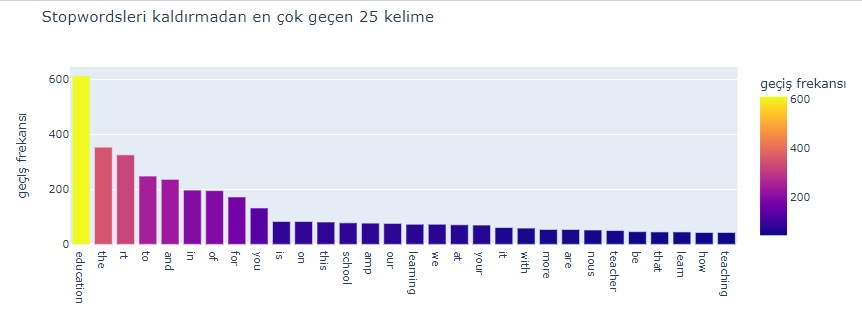 Stopwordsleri kaldırmadan en çok geçen 25 kelime
geçiş frekansı
600
400
200
0
education
the
rt
to
and
in
of
for
you
is
on
this
school
amp
our
learning
we
at
your
it
with
more
are
nous
teacher
be
that
learn
how
teaching
geçiş frekansı
600
400
200